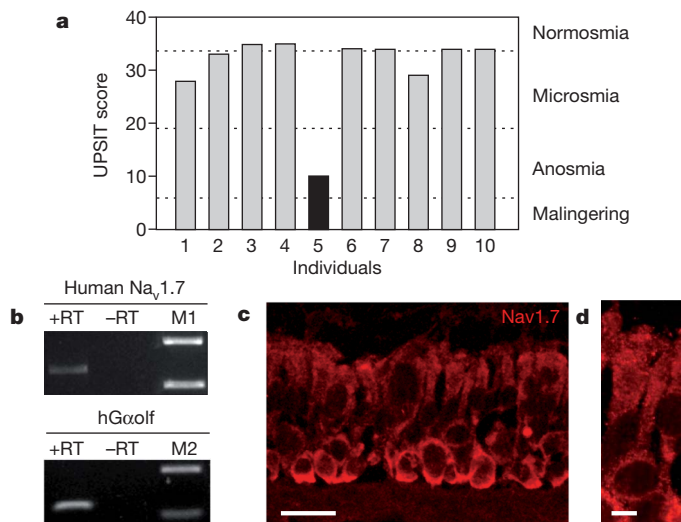 a
40
30
20
10
0
UPSIT score
Normosmia
Microsmia
Anosmia
Malingering
1 2 3 4 5 6 7 8 9 10
Individuals
b
Human Nav1.7
+RT –RT M1
hGαolf
+RT –RT M2
c
Nav1.7
d